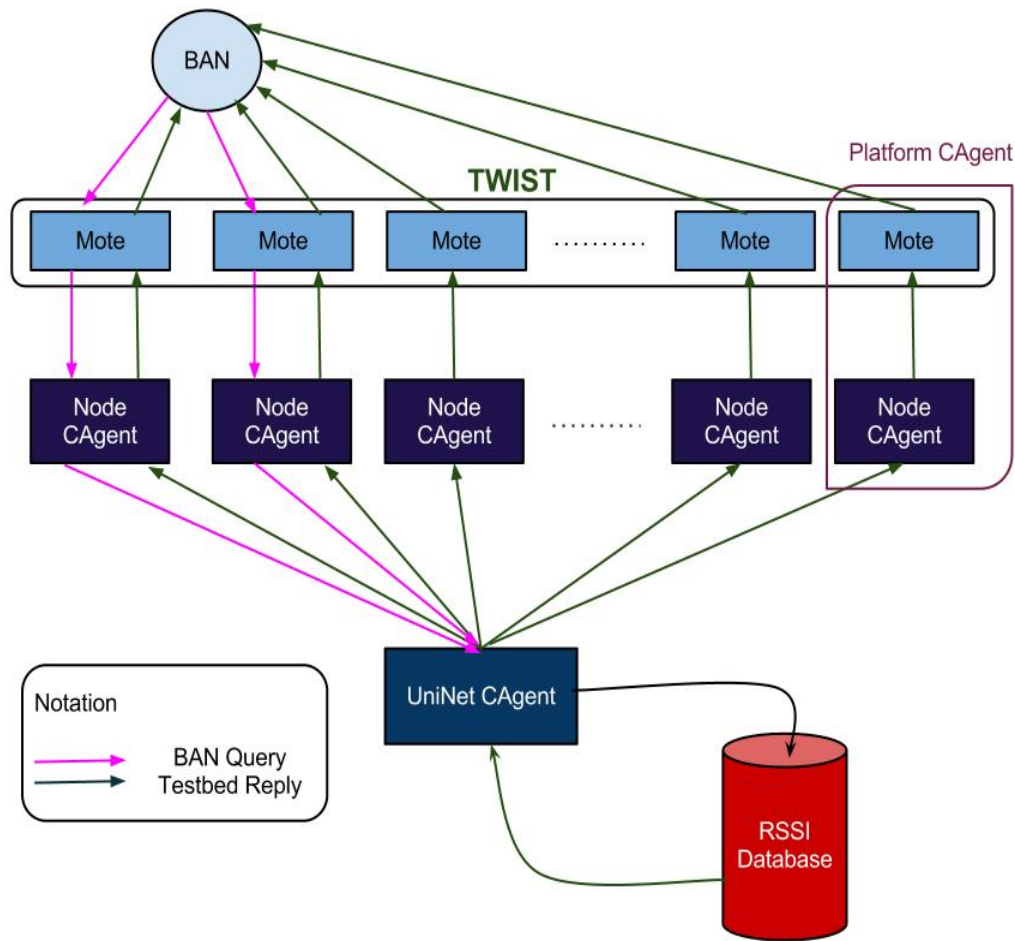 BAN
Platform CAgent
TWIST
Mote
Mote
Mote
..........
Mote
Mote
Node
CAgent
Node
CAgent
Node
CAgent
..........
Node
CAgent
Node
CAgent
UniNet CAgent
Notation
BAN Query
Testbed Reply
RSSI
Database